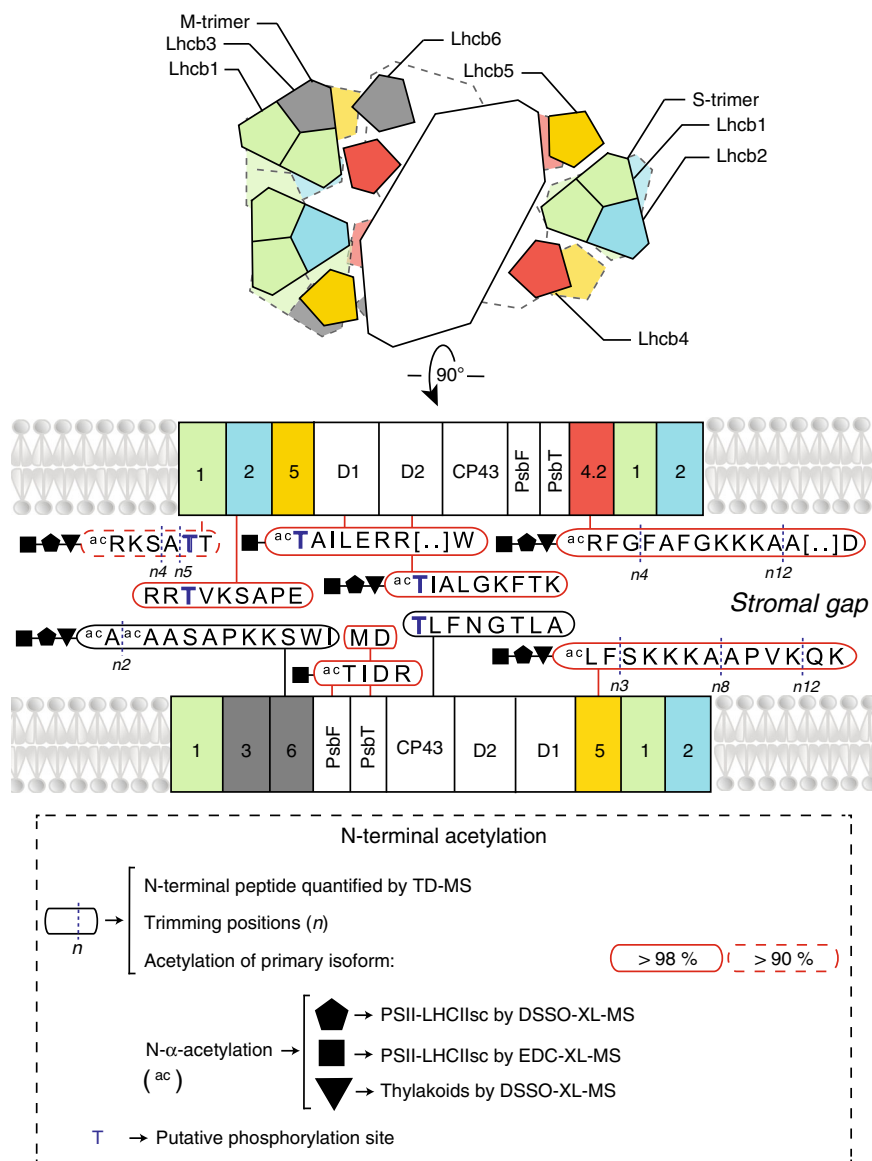 M-trimer
Lhcb3
Lhcb1
Lhcb6
Lhcb5
S-trimer
Lhcb1
Lhcb2
Lhcb4
90°
1 2 5 D1 D2 CP43 PsbF PsbT 4.2 1 2
acRKSATT
n4 n5
acTAILERR[..]W
acRFGFAFGKKKAA[..]D
n4 n12
RRTVKSAPE
acTIALGKFTK
Stromal gap
acAacAASAPKKSWI
n2
MD
TLFNGTLA
acTIDR
acLFSKKKAAPVKQK
n3 n8 n12
1 3 6 PsbF PsbT CP43 D2 D1 5 1 2
N-terminal acetylation
N-terminal peptide quantified by TD-MS
Trimming positions (n)
n
Acetylation of primary isoform: > 98 % > 90 %
N-α-acetylation
(ac)
PSII-LHCIIsc by DSSO-XL-MS
PSII-LHCIIsc by EDC-XL-MS
Thylakoids by DSSO-XL-MS
T → Putative phosphorylation site